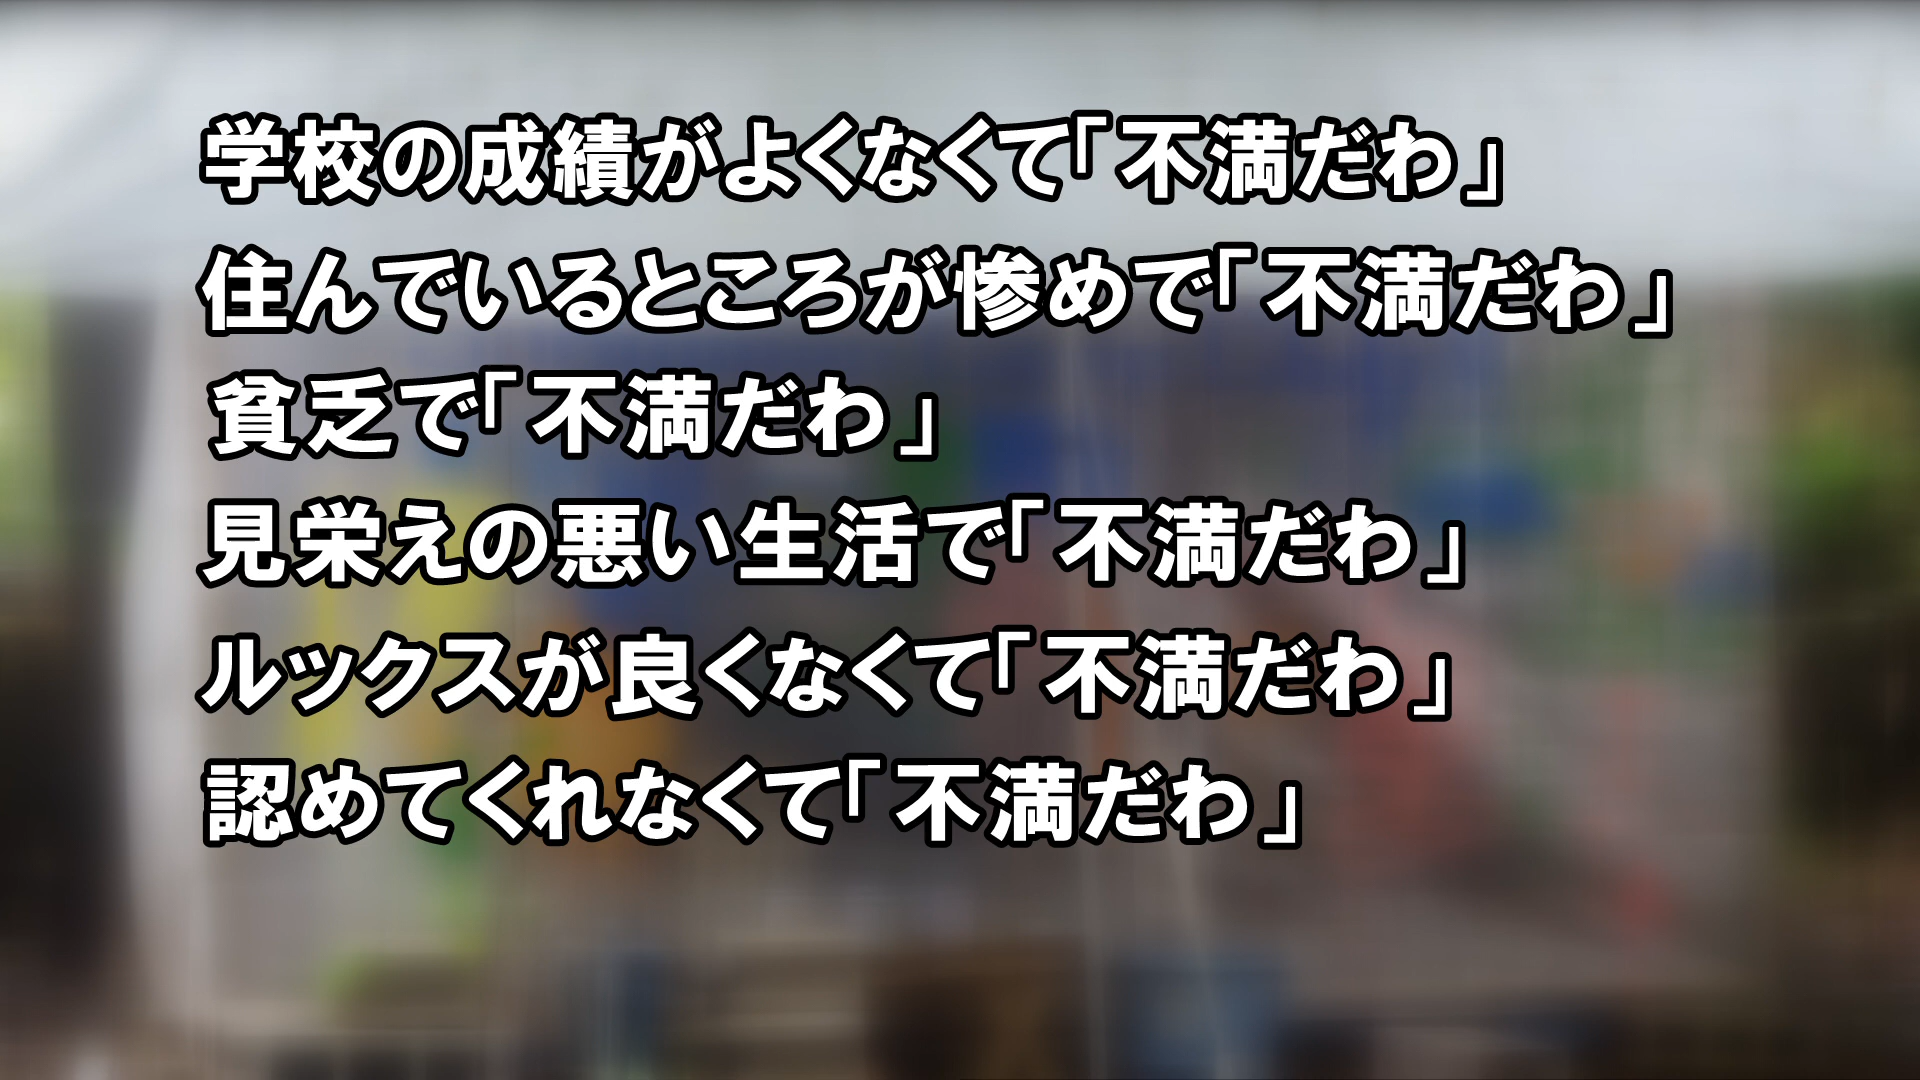 学校の成績がよくなくて「不満だわ」
住んでいるところが惨めで「不満だわ」
貧乏で「不満だわ」
見栄えの悪い生活で「不満だわ」
ルックスが良くなくて「不満だわ」
認めてくれなくて「不満だわ」